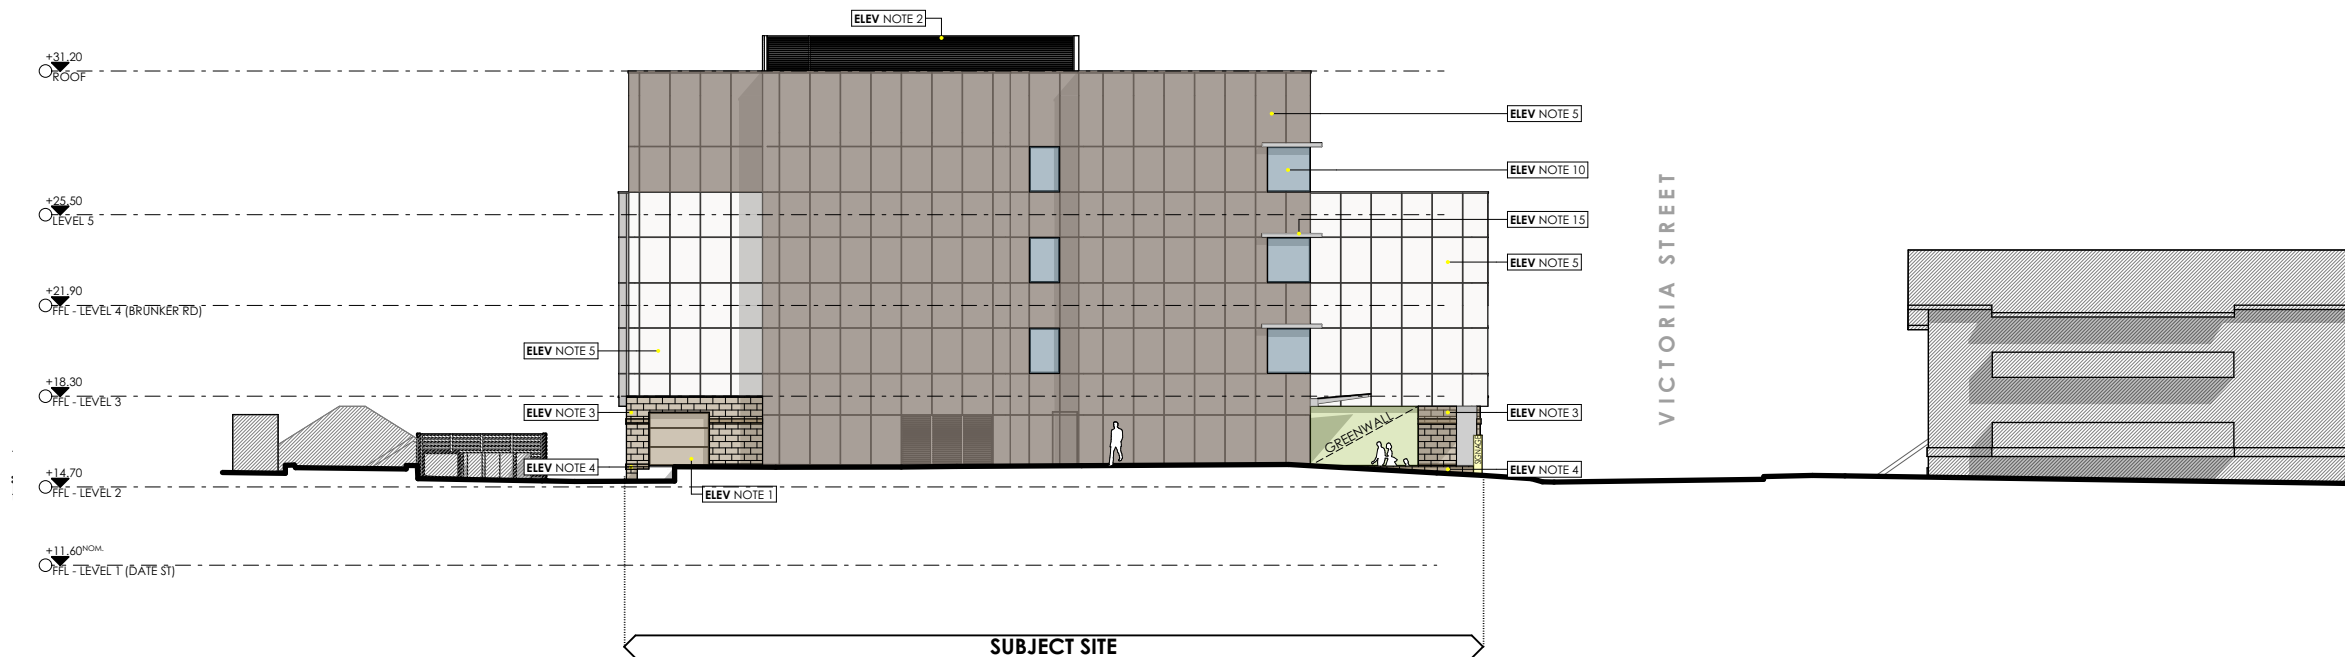 ELEV NOTE 2
+31.20
ROOF
ELEV NOTE 5
ELEV NOTE 10
+25.50
LEVEL 5
ELEV NOTE 15
ELEV NOTE 5
VICTORIA STREET
+21.90
FFL - LEVEL 4 (BRUNKER RD)
ELEV NOTE 5
+18.30
FFL - LEVEL 3
ELEV NOTE 3
ELEV NOTE 3
GREENWALL
SIGNAGE
ELEV NOTE 4
ELEV NOTE 4
+14.70
FFL - LEVEL 2
ELEV NOTE 1
+11.60NOM.
FFL - LEVEL 1 (DATE ST)
SUBJECT SITE